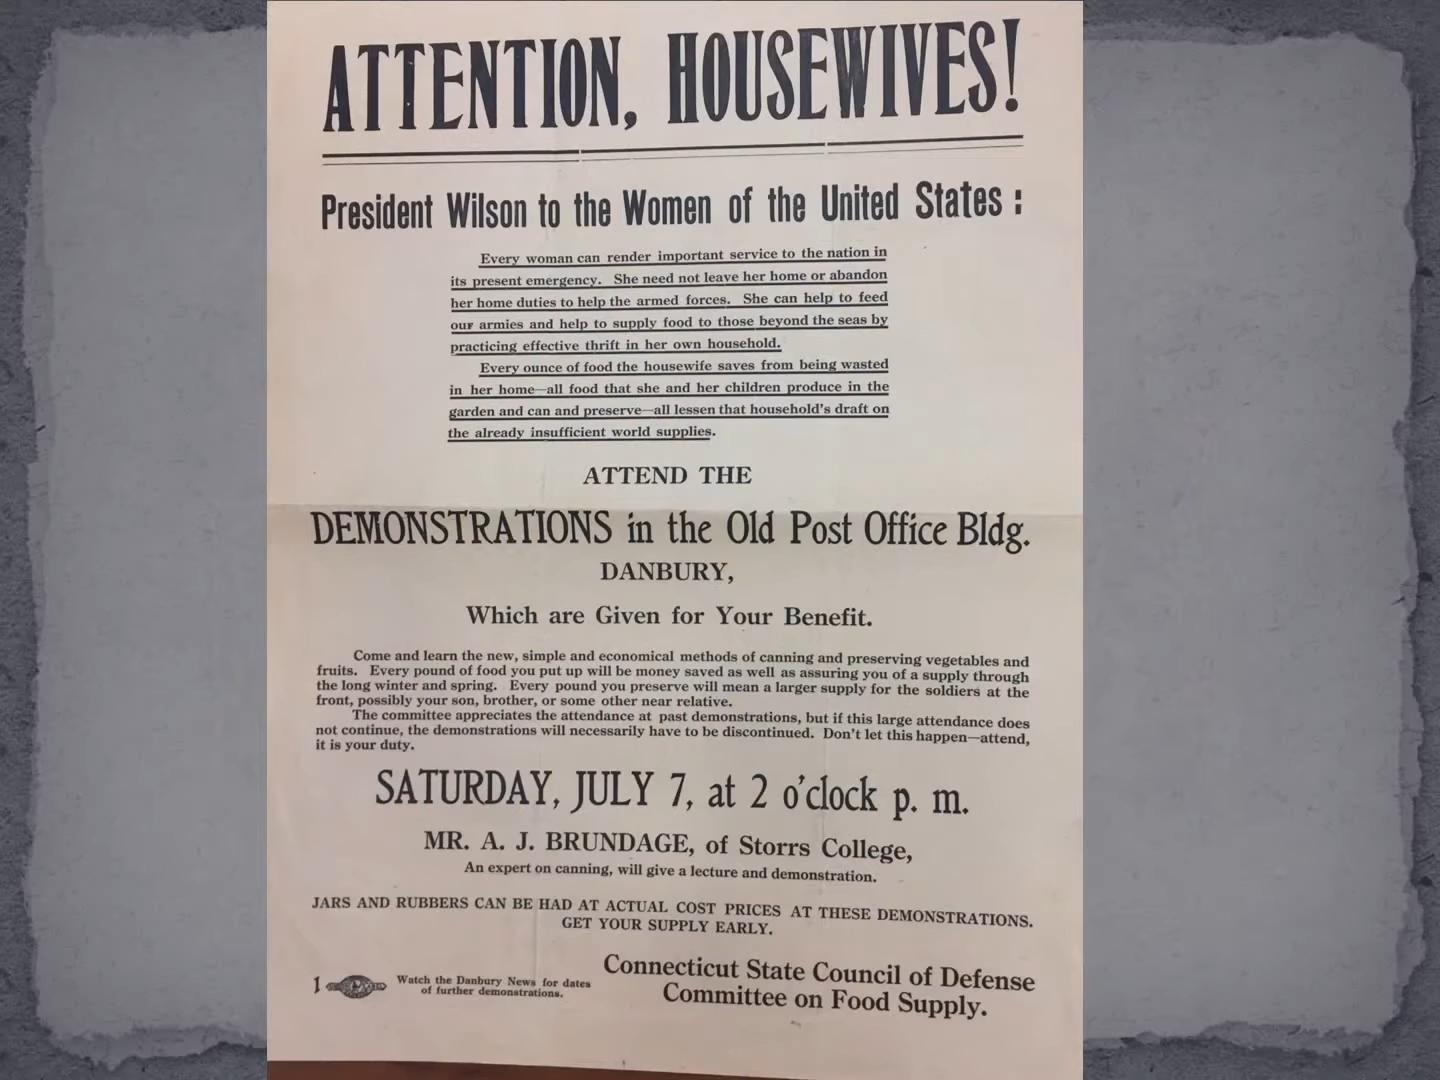 ATTENTION, HOUSEWIVES!
President Wilson to the Women of the United States :
Every woman can render important service to the nation in
its present emergency. She need not leave her home or abandon
her home duties to help the armed forces. She can help to feed
our armies and help to supply food to those beyond the seas by
practicing effective thrift in her own household.
Every ounce of food the housewife saves from being wasted
in her home—all food that she and her children produce in the
garden and can and preserve—all lessen that household's draft on
the already insufficient world supplies.
ATTEND THE
DEMONSTRATIONS in the Old Post Office Bldg.
DANBURY,
Which are Given for Your Benefit.
Come and learn the new, simple and economical methods of canning and preserving vegetables and
fruits. Every pound of food you put up will be money saved as well as assuring you of a supply through
the long winter and spring. Every pound you preserve will mean a larger supply for the soldiers at the
front, possibly your son, brother, or some other near relative.
The committee appreciates the attendance at past demonstrations, but if this large attendance does
not continue, the demonstrations will necessarily have to be discontinued. Don't let this happen—attend,
it is your duty.
SATURDAY, JULY 7, at 2 o'clock p. m.
MR. A. J. BRUNDAGE, of Storrs College,
An expert on canning, will give a lecture and demonstration.
JARS AND RUBBERS CAN BE HAD AT ACTUAL COST PRICES AT THESE DEMONSTRATIONS.
GET YOUR SUPPLY EARLY.
1
Watch the Danbury News for dates
of further demonstrations.
Connecticut State Council of Defense
Committee on Food Supply.